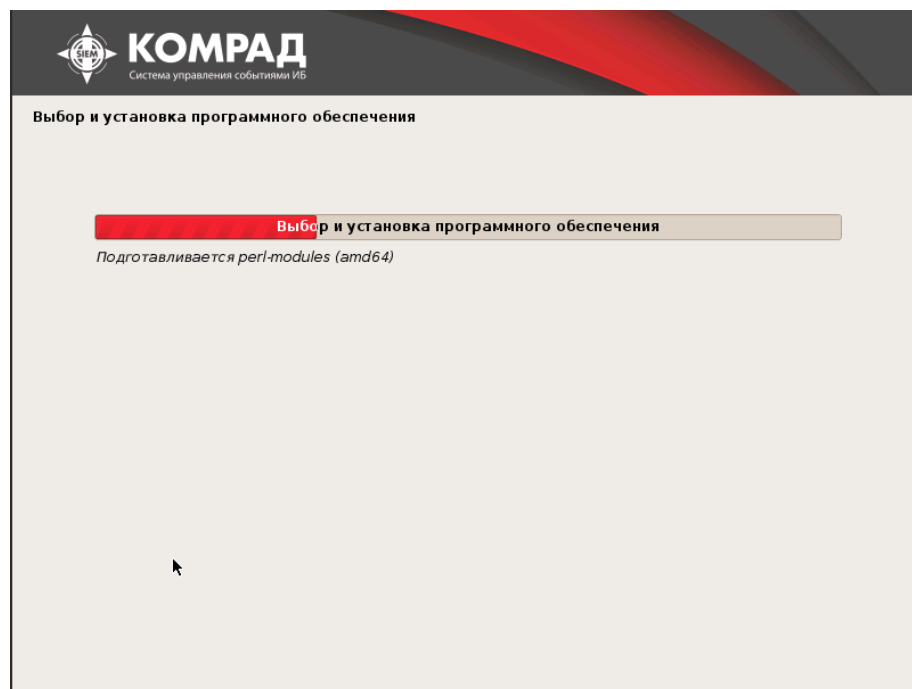 SIEM
КОМРАД
Система управления событиями ИБ
Выбор и установка программного обеспечения
Выбор и установка программного обеспечения
Подготавливается perl-modules (amd64)